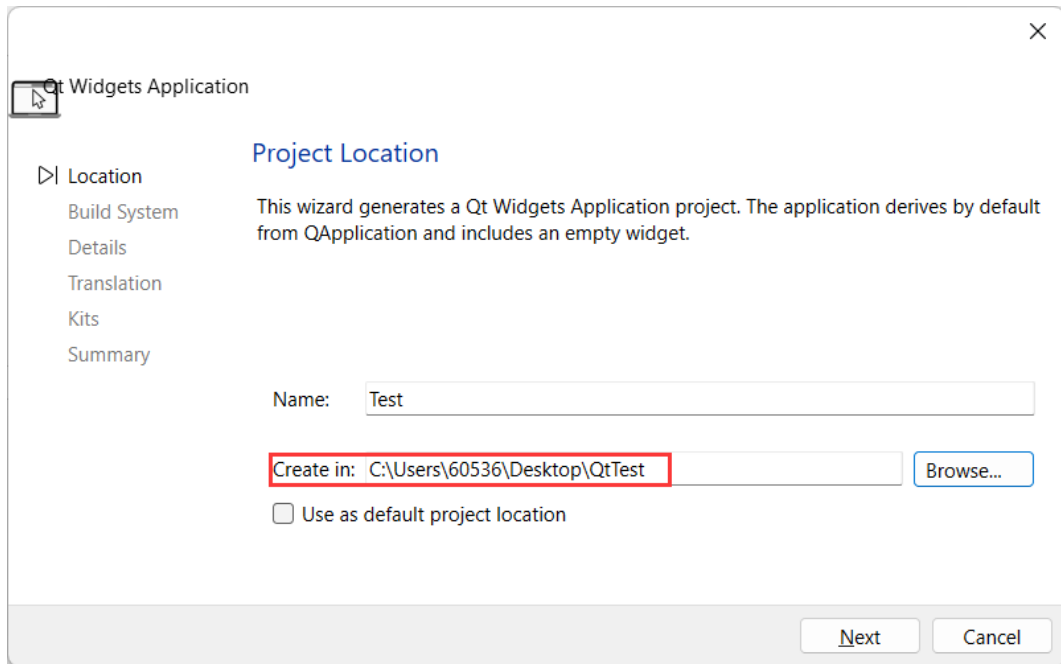 Qt Widgets Application
Location
Build System
Details
Translation
Kits
Summary
Project Location
This wizard generates a Qt Widgets Application project. The application derives by default
from QApplication and includes an empty widget.
Name: Test
Create in: C:\Users\60536\Desktop\QtTest Browse...
Use as default project location
Next Cancel